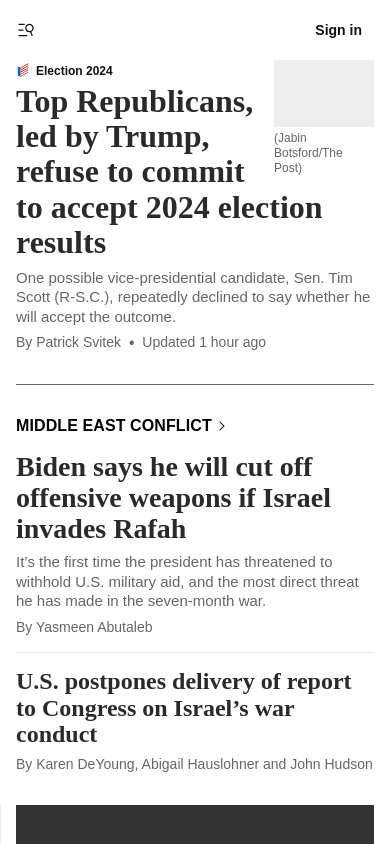 Sign in
Election 2024
Top Republicans,
led by Trump,
refuse to commit
to accept 2024 election
results
(Jabin
Botsford/The
Post)
One possible vice-presidential candidate, Sen. Tim
Scott (R-S.C.), repeatedly declined to say whether he
will accept the outcome.
By Patrick Svitek • Updated 1 hour ago
MIDDLE EAST CONFLICT
Biden says he will cut off
offensive weapons if Israel
invades Rafah
It’s the first time the president has threatened to
withhold U.S. military aid, and the most direct threat
he has made in the seven-month war.
By Yasmeen Abutaleb
U.S. postpones delivery of report
to Congress on Israel’s war
conduct
By Karen DeYoung, Abigail Hauslohner and John Hudson